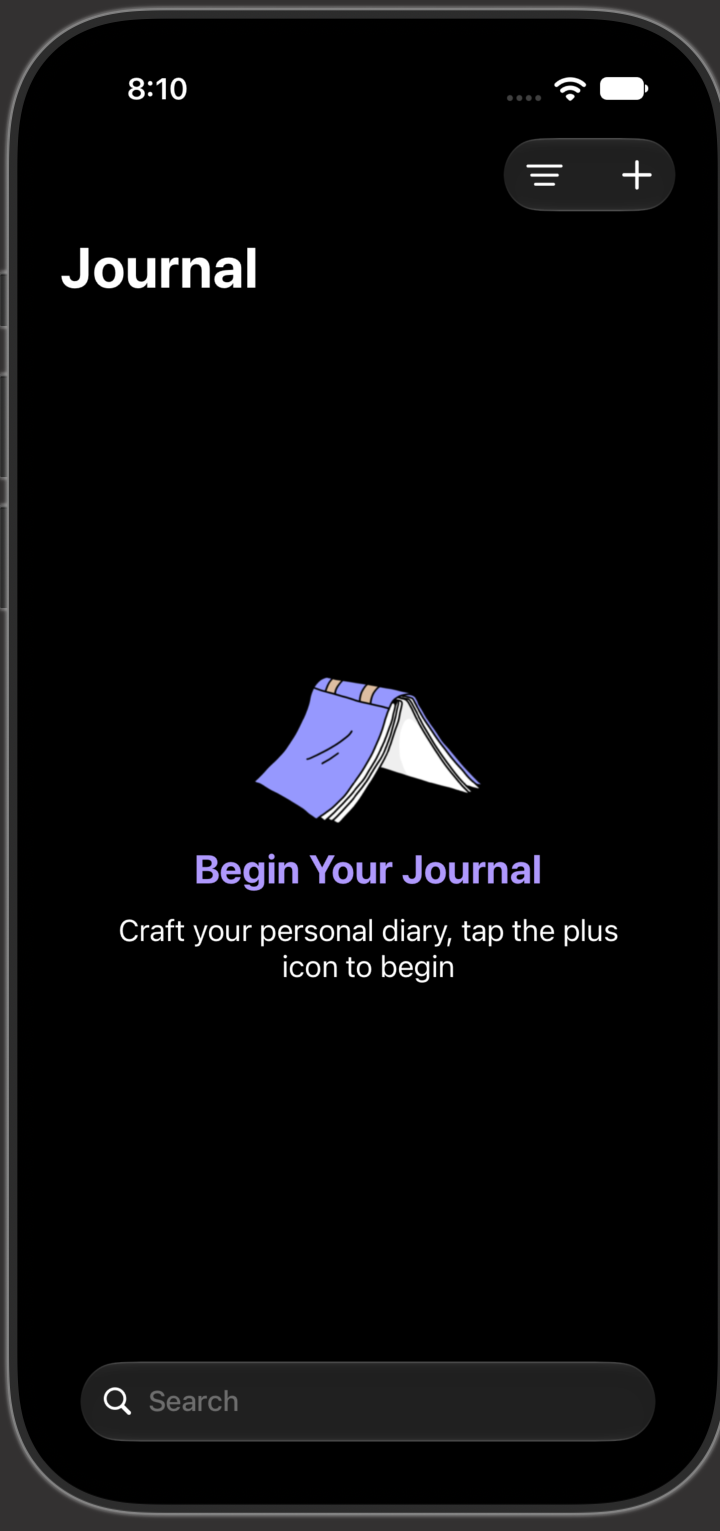 8:10
Journal
Begin Your Journal
Craft your personal diary, tap the plus
icon to begin
Search